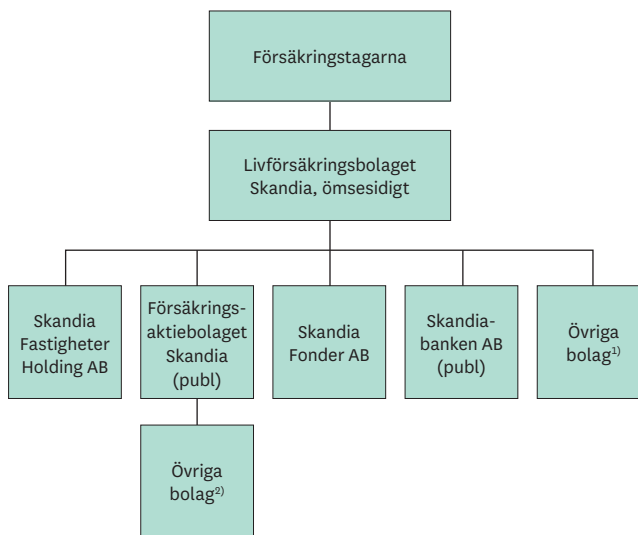 Försäkringstagarna
Livförsäkringsbolaget
Skandia, ömsesidigt
Skandia
Fastigheter
Holding AB
Försäkrings-
aktiebolaget
Skandia
(publ)
Skandia
Fonder AB
Skandia-
banken AB
(publ)
Övriga
bolag¹⁾
Övriga
bolag²⁾